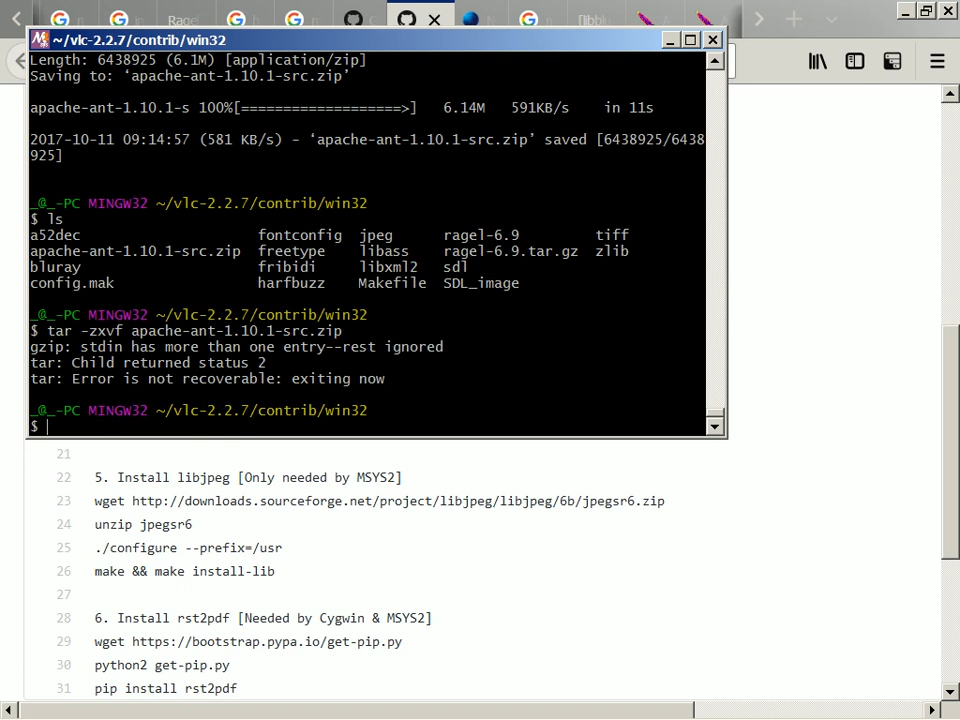 Rage
[libbl
~/vlc-2.2.7/contrib/win32
Length: 6438925 (6.1M) [application/zip]
Saving to: ‘apache-ant-1.10.1-src.zip’
apache-ant-1.10.1-s 100%[===================>]   6.14M   591KB/s    in 11s
2017-10-11 09:14:57 (581 KB/s) - ‘apache-ant-1.10.1-src.zip’ saved [6438925/6438
925]
_@_-PC MINGW32 ~/vlc-2.2.7/contrib/win32
$ ls
a52dec                     fontconfig  jpeg      ragel-6.9         tiff
apache-ant-1.10.1-src.zip  freetype    libass    ragel-6.9.tar.gz  zlib
bluray                     fribidi     libxml2   sdl
config.mak                 harfbuzz    Makefile  SDL_image
_@_-PC MINGW32 ~/vlc-2.2.7/contrib/win32
$ tar -zxvf apache-ant-1.10.1-src.zip
gzip: stdin has more than one entry--rest ignored
tar: Child returned status 2
tar: Error is not recoverable: exiting now
_@_-PC MINGW32 ~/vlc-2.2.7/contrib/win32
$
21
22 5. Install libjpeg [Only needed by MSYS2]
23 wget http://downloads.sourceforge.net/project/libjpeg/libjpeg/6b/jpegsr6.zip
24 unzip jpegsr6
25 ./configure --prefix=/usr
26 make && make install-lib
27
28 6. Install rst2pdf [Needed by Cygwin & MSYS2]
29 wget https://bootstrap.pypa.io/get-pip.py
30 python2 get-pip.py
31 pip install rst2pdf